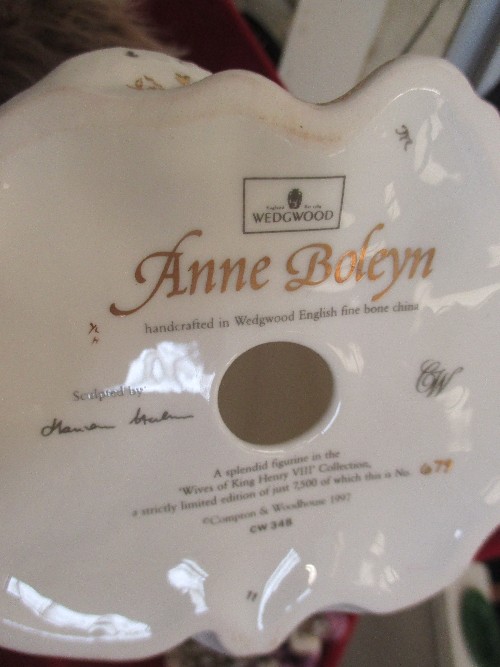 WEDGWOOD
Anne Boleyn
handcrafted in Wedgwood English fine bone china
Sculpted by
CW
A splendid figurine in the
'Wives of King Henry VIII' Collection,
a strictly limited edition of just 7,500 of which this is No. 679
©Compton & Woodhouse 1997
CW348